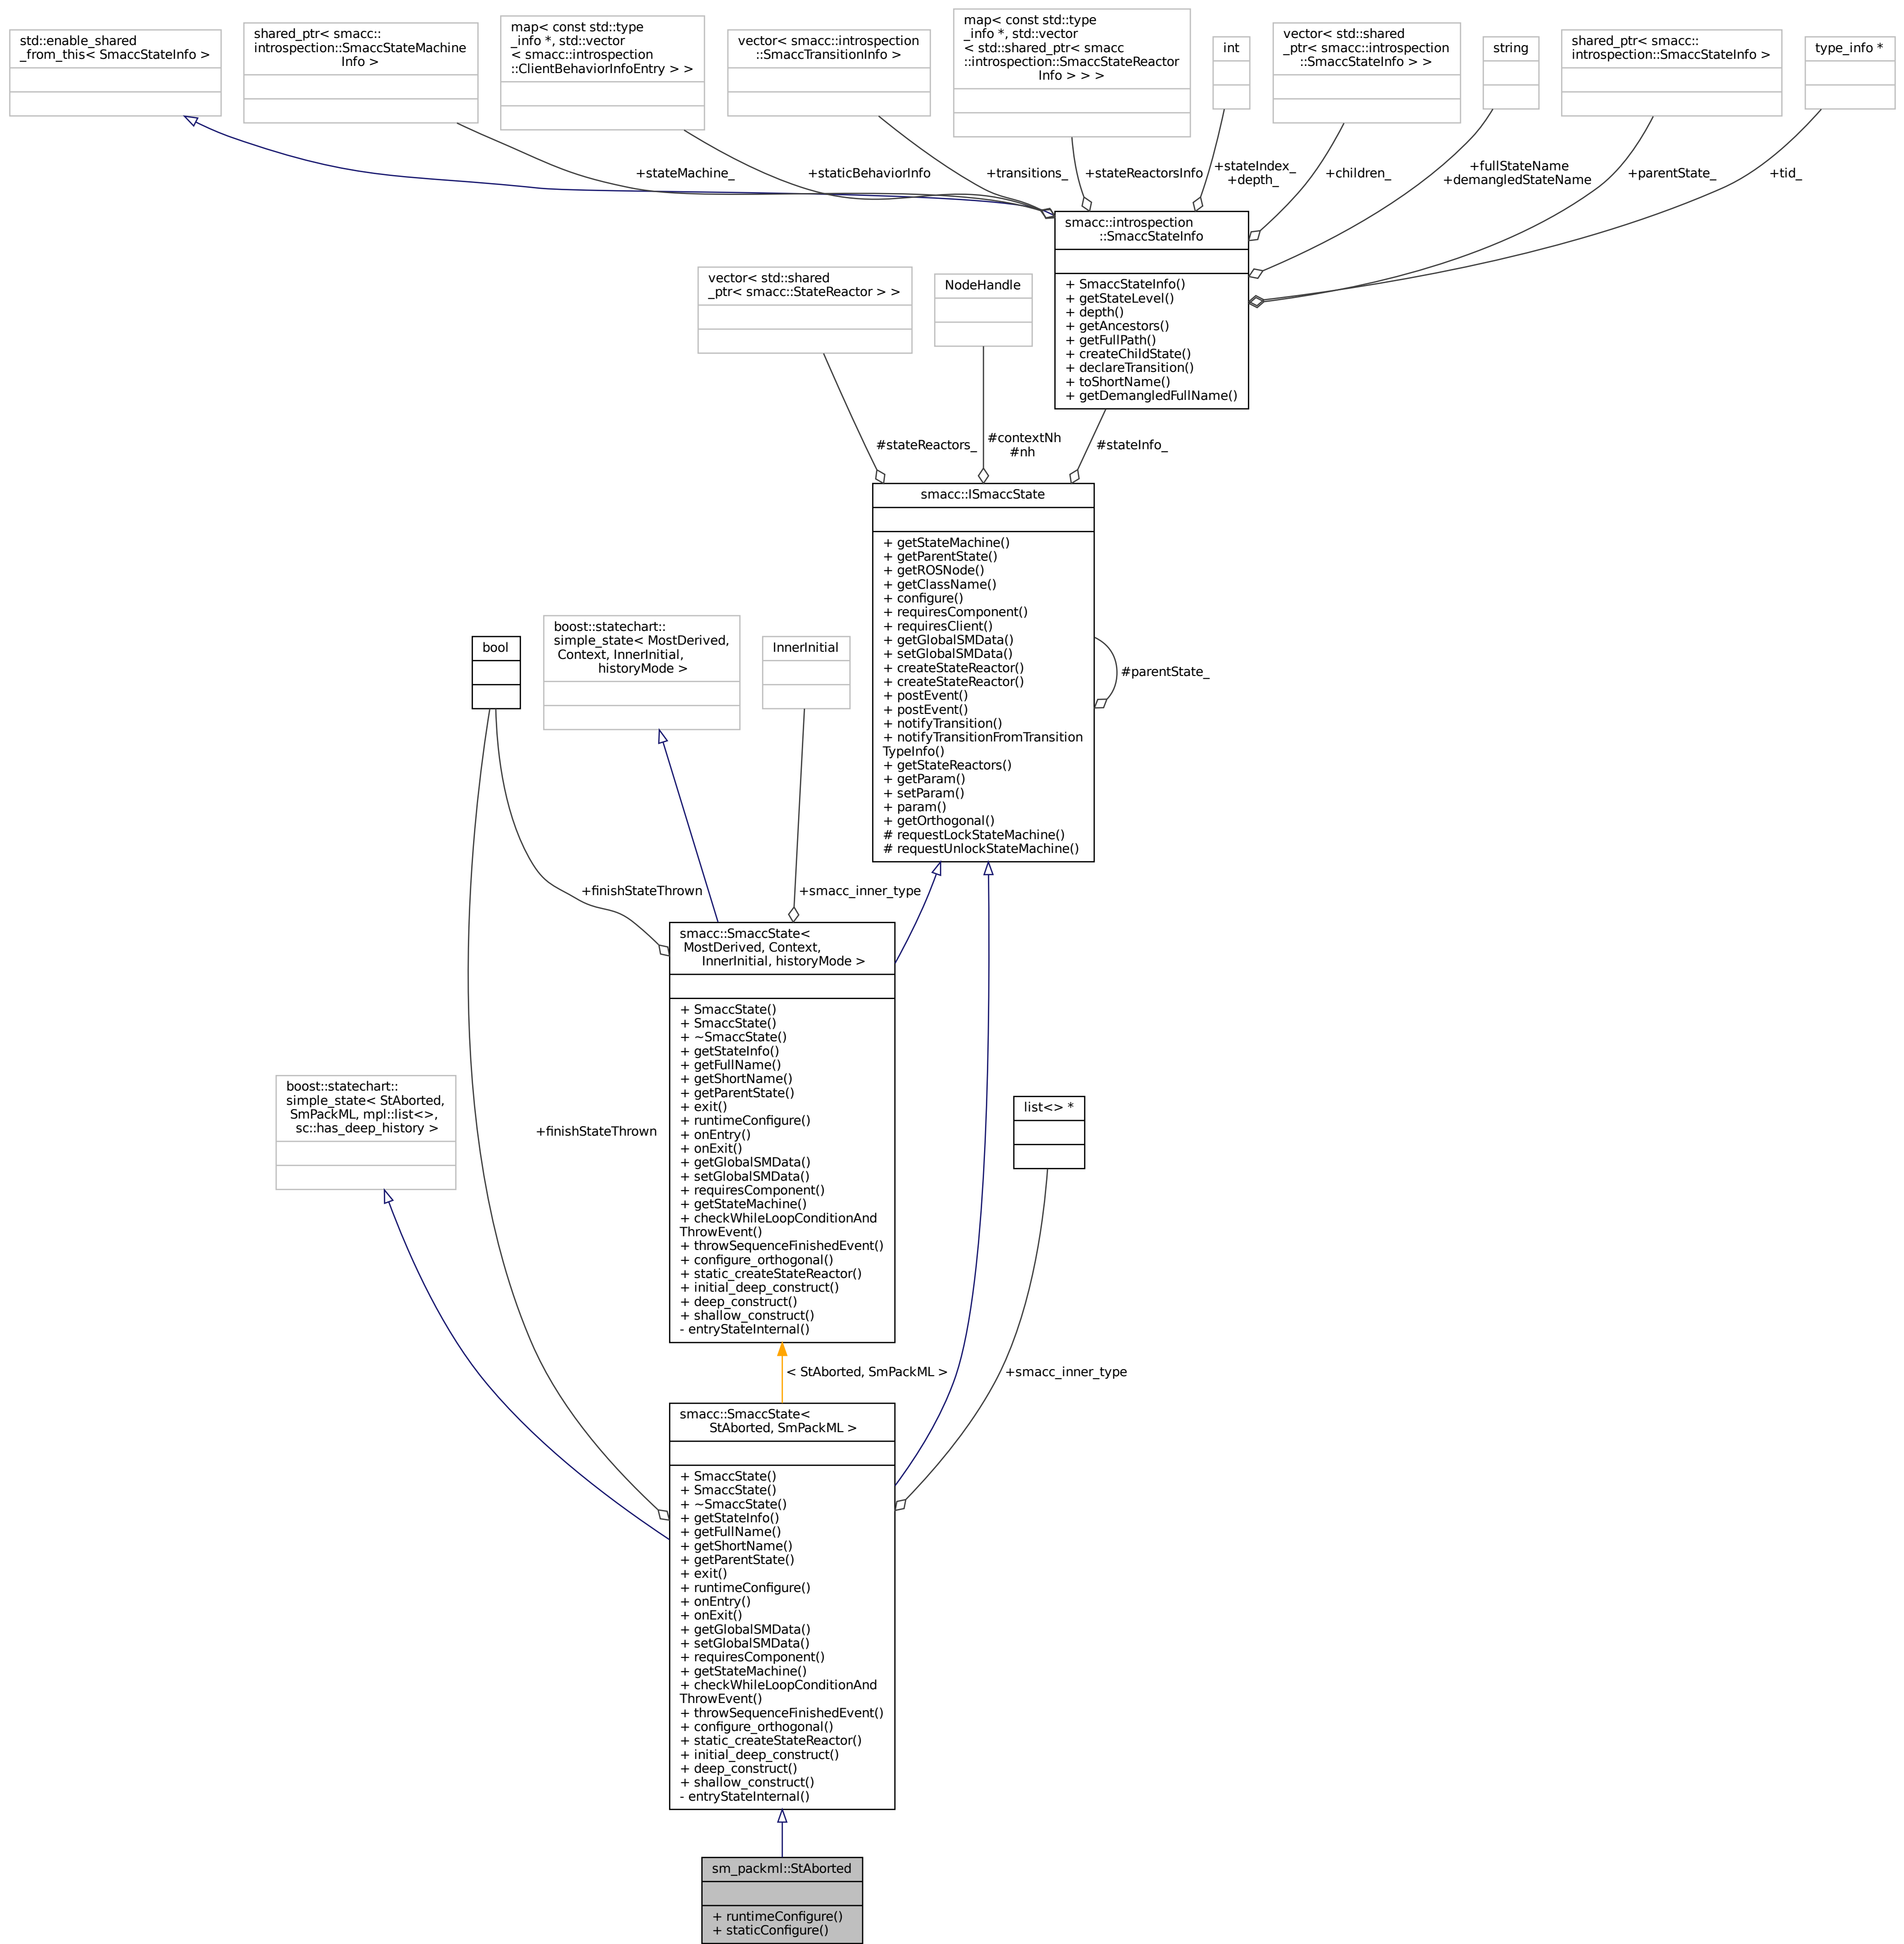 std::enable_shared
_from_this< SmaccStateInfo >
shared_ptr< smacc::
introspection::SmaccStateMachine
Info >
map< const std::type
_info *, std::vector
< smacc::introspection
::ClientBehaviorInfoEntry > >
vector< smacc::introspection
::SmaccTransitionInfo >
map< const std::type
_info *, std::vector
< std::shared_ptr< smacc
::introspection::SmaccStateReactor
Info > > >
int
vector< std::shared
_ptr< smacc::introspection
::SmaccStateInfo > >
string
shared_ptr< smacc::
introspection::SmaccStateInfo >
type_info *
+stateMachine_
+staticBehaviorInfo
+transitions_
+stateReactorsInfo
+stateIndex_
+depth_
+children_
+fullStateName
+demangledStateName
+parentState_
+tid_
smacc::introspection
::SmaccStateInfo
+ SmaccStateInfo()
+ getStateLevel()
+ depth()
+ getAncestors()
+ getFullPath()
+ createChildState()
+ declareTransition()
+ toShortName()
+ getDemangledFullName()
vector< std::shared
_ptr< smacc::StateReactor > >
NodeHandle
#stateReactors_
#contextNh
#nh
#stateInfo_
smacc::ISmaccState
+ getStateMachine()
+ getParentState()
+ getROSNode()
+ getClassName()
+ configure()
+ requiresComponent()
+ requiresClient()
+ getGlobalSMData()
+ setGlobalSMData()
+ createStateReactor()
+ createStateReactor()
+ postEvent()
+ postEvent()
+ notifyTransition()
+ notifyTransitionFromTransition
TypeInfo()
+ getStateReactors()
+ getParam()
+ setParam()
+ param()
+ getOrthogonal()
# requestLockStateMachine()
# requestUnlockStateMachine()
#parentState_
bool
boost::statechart::
simple_state< MostDerived,
Context, InnerInitial,
historyMode >
InnerInitial
+finishStateThrown
+smacc_inner_type
smacc::SmaccState<
MostDerived, Context,
InnerInitial, historyMode >
+ SmaccState()
+ SmaccState()
+ ~SmaccState()
+ getStateInfo()
+ getFullName()
+ getShortName()
+ getParentState()
+ exit()
+ runtimeConfigure()
+ onEntry()
+ onExit()
+ getGlobalSMData()
+ setGlobalSMData()
+ requiresComponent()
+ getStateMachine()
+ checkWhileLoopConditionAnd
ThrowEvent()
+ throwSequenceFinishedEvent()
+ configure_orthogonal()
+ static_createStateReactor()
+ initial_deep_construct()
+ deep_construct()
+ shallow_construct()
- entryStateInternal()
boost::statechart::
simple_state< StAborted,
SmPackML, mpl::list<>,
sc::has_deep_history >
+finishStateThrown
list<> *
< StAborted, SmPackML >
+smacc_inner_type
smacc::SmaccState<
StAborted, SmPackML >
+ SmaccState()
+ SmaccState()
+ ~SmaccState()
+ getStateInfo()
+ getFullName()
+ getShortName()
+ getParentState()
+ exit()
+ runtimeConfigure()
+ onEntry()
+ onExit()
+ getGlobalSMData()
+ setGlobalSMData()
+ requiresComponent()
+ getStateMachine()
+ checkWhileLoopConditionAnd
ThrowEvent()
+ throwSequenceFinishedEvent()
+ configure_orthogonal()
+ static_createStateReactor()
+ initial_deep_construct()
+ deep_construct()
+ shallow_construct()
- entryStateInternal()
sm_packml::StAborted
+ runtimeConfigure()
+ staticConfigure()